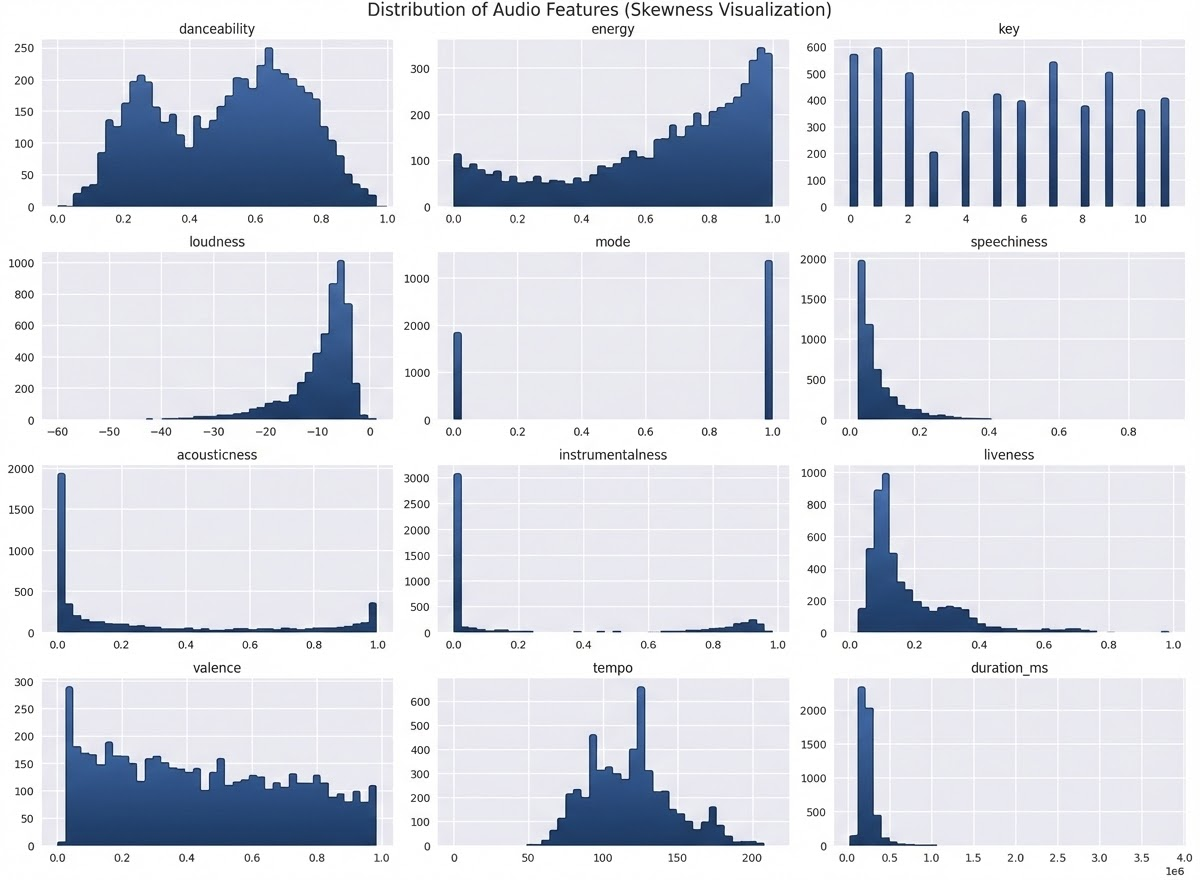 Distribution of Audio Features (Skewness Visualization)
danceability
250
200
150
100
50
0
0.0 0.2 0.4 0.6 0.8 1.0
energy
300
200
100
0
0.0 0.2 0.4 0.6 0.8 1.0
key
600
500
400
300
200
100
0
0 2 4 6 8 10
loudness
1000
800
600
400
200
0
−60 −50 −40 −30 −20 −10 0
mode
1000
2000
1000
0
0.0 0.2 0.4 0.6 0.8 1.0
speechiness
2000
1500
1000
500
0
0.0 0.2 0.4 0.6 0.8
acousticness
2000
1500
1000
500
0
0.0 0.2 0.4 0.6 0.8 1.0
instrumentalness
3000
2500
2000
1500
1000
500
0
0.0 0.2 0.4 0.6 0.8 1.0
liveness
1000
800
600
400
200
0
0.0 0.2 0.4 0.6 0.8 1.0
valence
300
250
200
150
100
50
0
0.0 0.2 0.4 0.6 0.8 1.0
tempo
600
500
400
300
200
100
0
0 50 100 150 200
duration_ms
2000
1500
1000
500
0
0.0 0.5 1.0 1.5 2.0 2.5 3.0 3.5 4.0
1e6